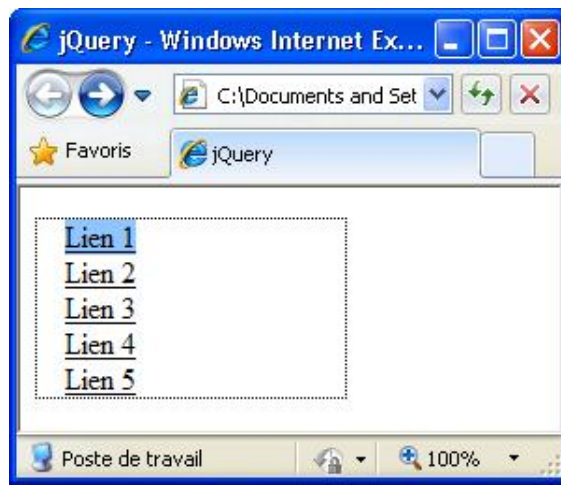 jQuery - Windows Internet Ex...
C:\Documents and Set
Favoris
jQuery
Lien 1
Lien 2
Lien 3
Lien 4
Lien 5
Poste de travail
100%